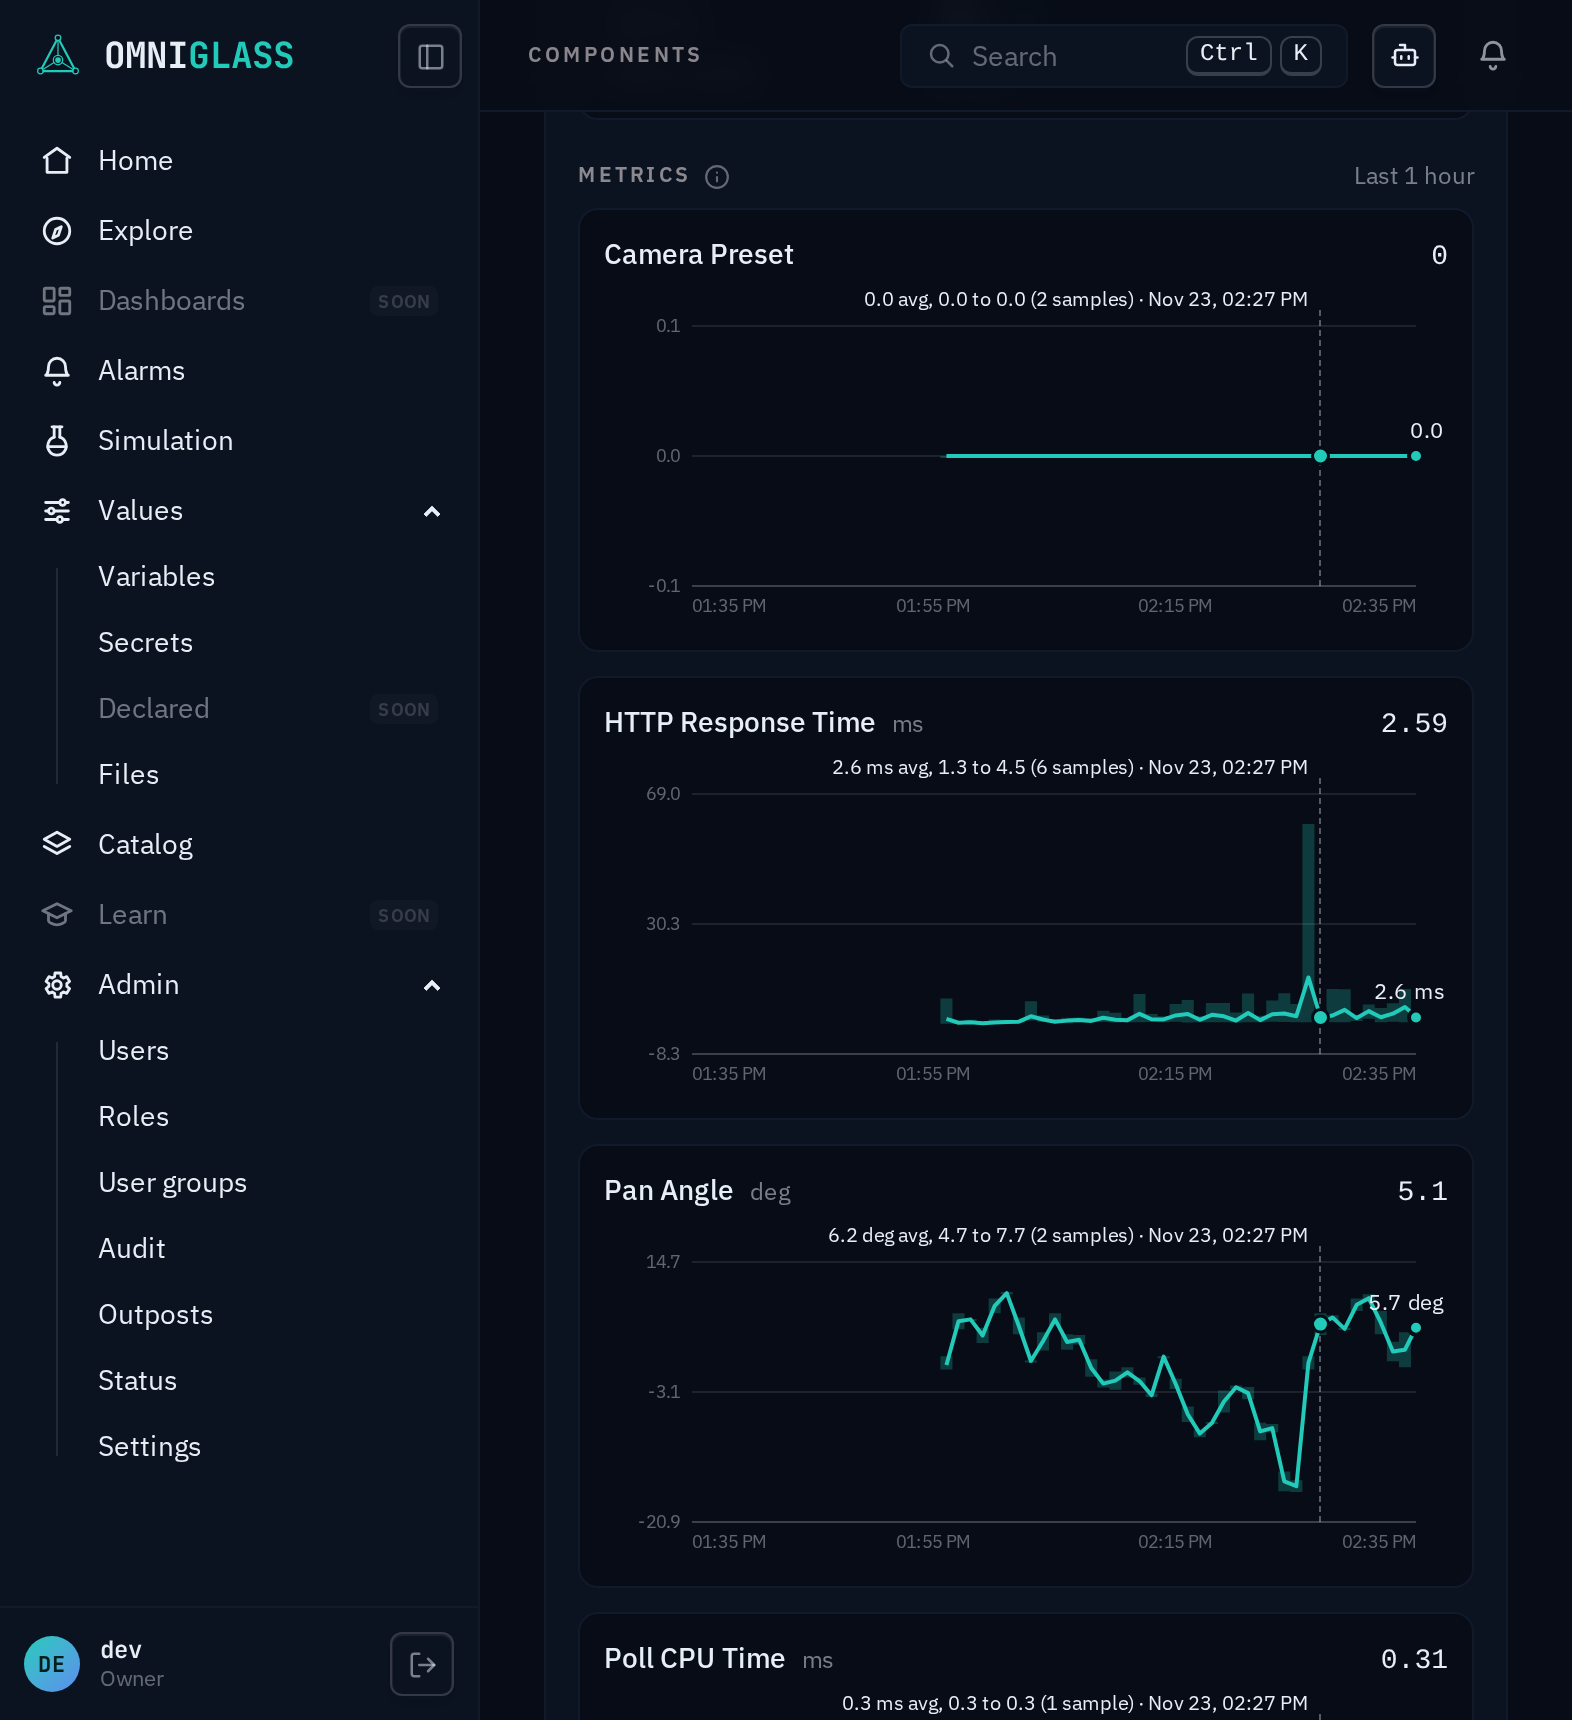 OMNIGLASS
COMPONENTS
Search
Ctrl
K
Home
Explore
Dashboards
SOON
Alarms
Simulation
Values
Variables
Secrets
Declared
SOON
Files
Catalog
Learn
SOON
Admin
Users
Roles
User groups
Audit
Outposts
Status
Settings
DE
dev
Owner
METRICS
Last 1 hour
Camera Preset
0
0.0 avg, 0.0 to 0.0 (2 samples) · Nov 23, 02:27 PM
0.1
0.0
0.0
-0.1
01:35 PM
01:55 PM
02:15 PM
02:35 PM
HTTP Response Time ms
2.59
2.6 ms avg, 1.3 to 4.5 (6 samples) · Nov 23, 02:27 PM
69.0
30.3
2.6 ms
-8.3
01:35 PM
01:55 PM
02:15 PM
02:35 PM
Pan Angle deg
5.1
6.2 deg avg, 4.7 to 7.7 (2 samples) · Nov 23, 02:27 PM
14.7
5.7 deg
-3.1
-20.9
01:35 PM
01:55 PM
02:15 PM
02:35 PM
Poll CPU Time ms
0.31
0.3 ms avg, 0.3 to 0.3 (1 sample) · Nov 23, 02:27 PM